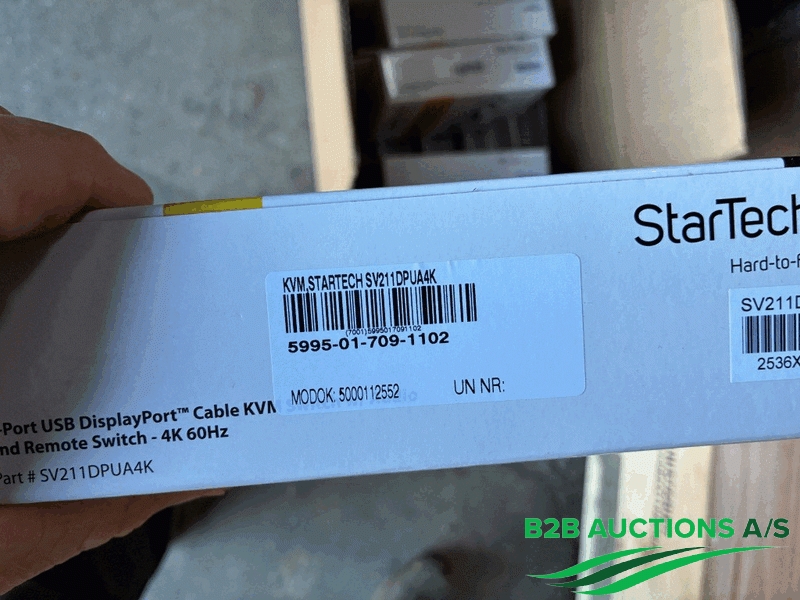 StarTech
Hard-to-f
KVM,STARTECH SV211DPUA4K
(7001)5995017091102
5995-01-709-1102
MODOK: 5000112552 UN NR:
SV211D
2536X
-Port USB DisplayPort™ Cable KVM
nd Remote Switch - 4K 60Hz
Part # SV211DPUA4K
B2B AUCTIONS A/S